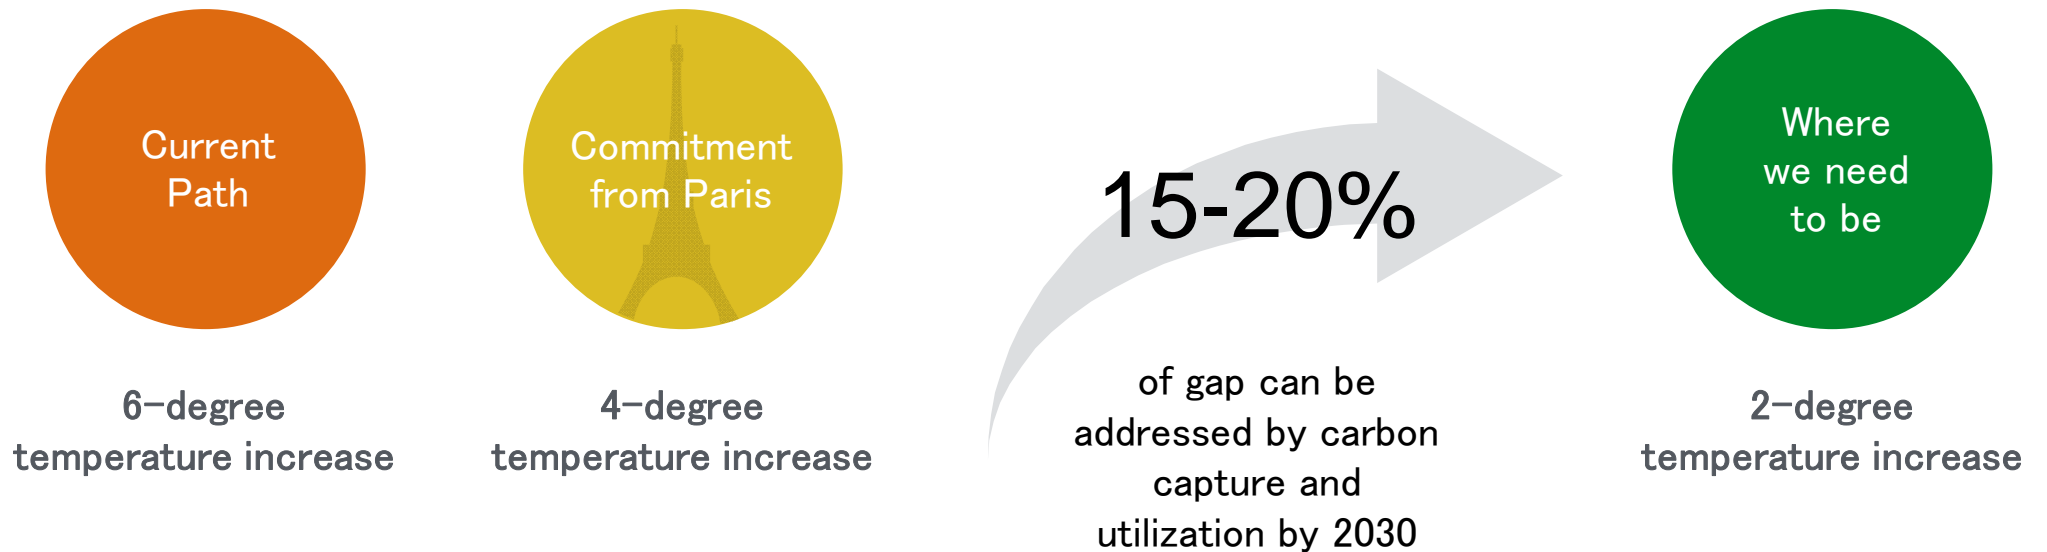 Current
Path
6-degree
temperature increase
Commitment
from Paris
4-degree
temperature increase
15-20%
of gap can be
addressed by carbon
capture and
utilization by 2030
Where
we need
to be
2-degree
temperature increase